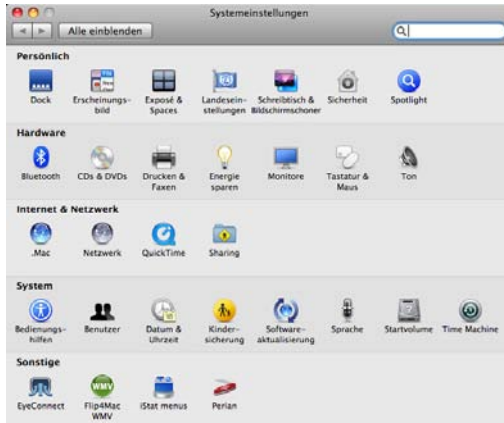 Systemeinstellungen
Alle einblenden
Persönlich
Dock
Erscheinungs-
bild
Exposé &
Spaces
Landesein-
stellungen
Schreibtisch &
Bildschirmschoner
Sicherheit
Spotlight
Hardware
Bluetooth
CDs & DVDs
Drucken &
Faxen
Energie
sparen
Monitore
Tastatur &
Maus
Ton
Internet & Netzwerk
.Mac
Netzwerk
QuickTime
Sharing
System
Bedienungs-
hilfen
Benutzer
Datum &
Uhrzeit
Kinder-
sicherung
Software-
aktualisierung
Sprache
Startvolume
Time Machine
Sonstige
EyeConnect
WMV
Flip4Mac
WMV
iStat menus
Perian